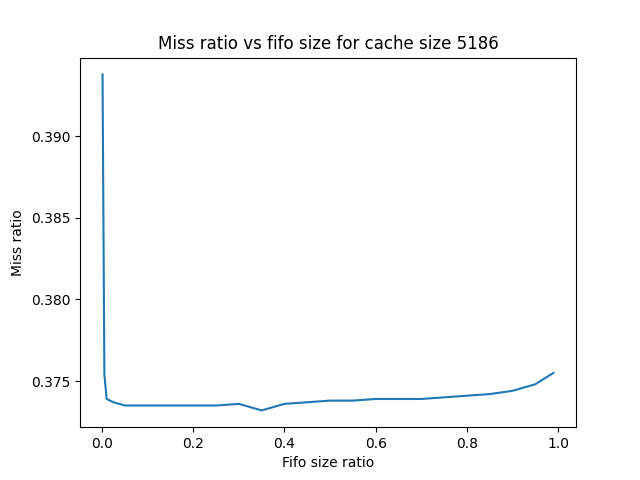 Miss ratio vs fifo size for cache size 5186
0.390
0.385
0.380
0.375
Miss ratio
0.0 0.2 0.4 0.6 0.8 1.0
Fifo size ratio